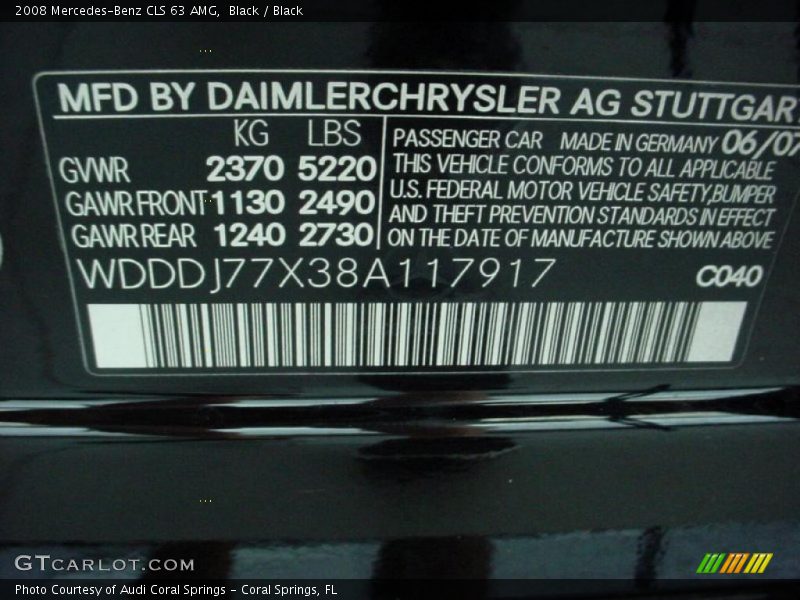 2008 Mercedes-Benz CLS 63 AMG, Black / Black
MFD BY DAIMLERCHRYSLER AG STUTTGAR
KG LBS
GVWR 2370 5220
GAWR FRONT 1130 2490
GAWR REAR 1240 2730
PASSENGER CAR MADE IN GERMANY 06/07
THIS VEHICLE CONFORMS TO ALL APPLICABLE
U.S. FEDERAL MOTOR VEHICLE SAFETY,BUMPER
AND THEFT PREVENTION STANDARDS IN EFFECT
ON THE DATE OF MANUFACTURE SHOWN ABOVE
WDDDJ77X38A117917 C040
GTCARLOT.COM
Photo Courtesy of Audi Coral Springs - Coral Springs, FL